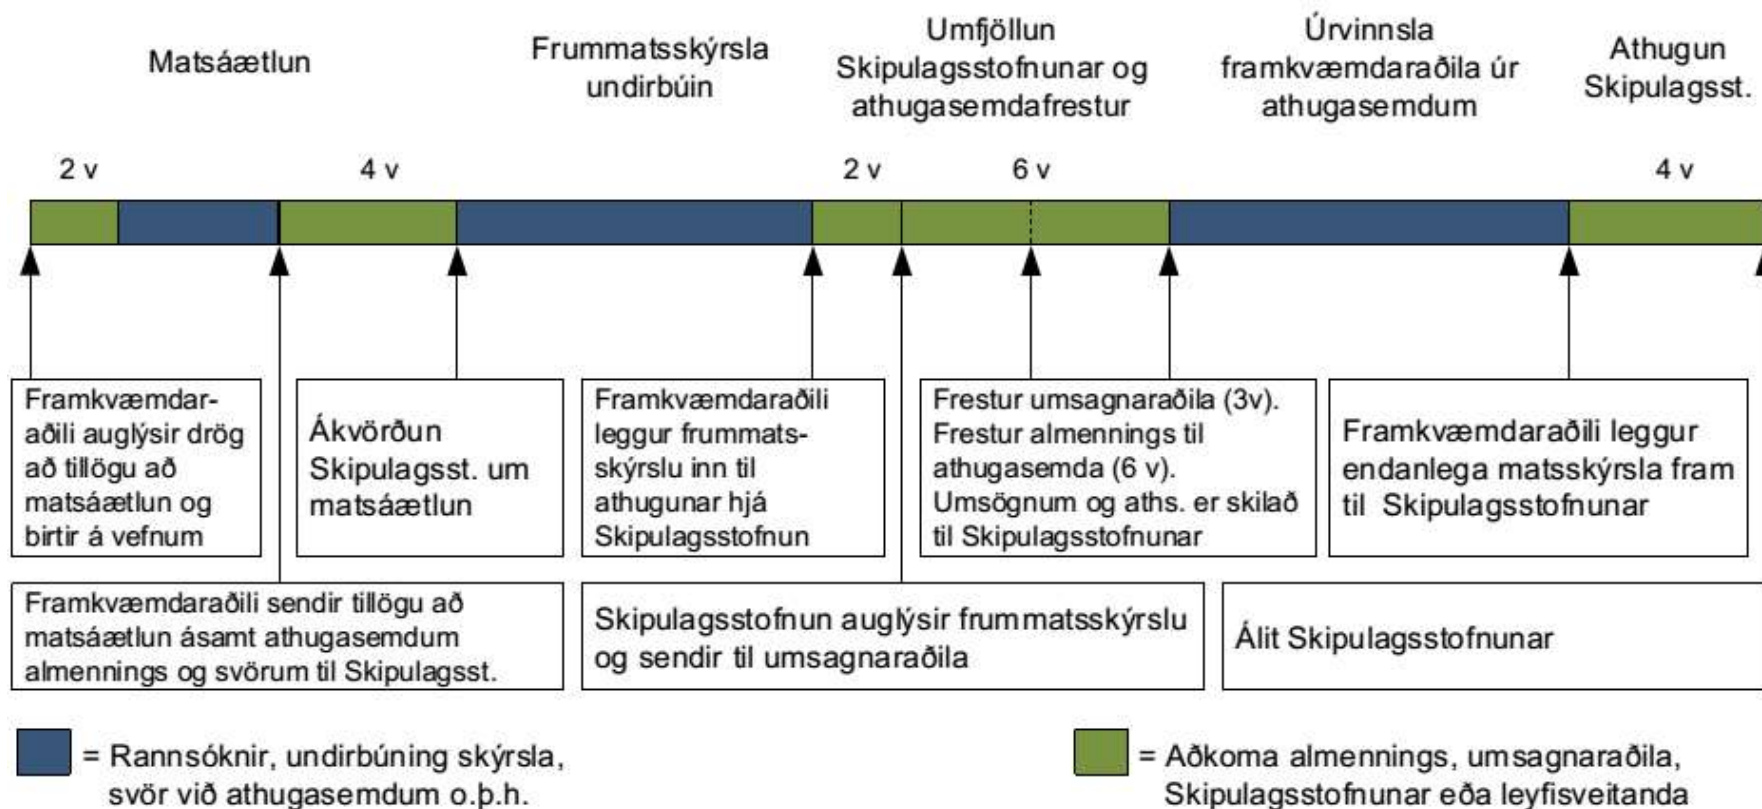 Matsáætlun
Frummatsskýrsla
undirbúin
Umfjöllun
Skipulagsstofnunar og
athugasemdafrestur
Úrvinnsla
framkvæmdaraðila úr
athugasemdum
Athugun
Skipulagsst.
2 v
4 v
2 v
6 v
4 v
Framkvæmdar-
aðili auglýsir drög
að tillögu að
matsáætlun og
birtir á vefnum
Ákvörðun
Skipulagsst. um
matsáætlun
Framkvæmdaraðili
leggur frummats-
skýrslu inn til
athugunar hjá
Skipulagsstofnun
Frestur umsagnaraðila (3v).
Frestur almennings til
athugasemda (6 v).
Umsögnum og aths. er skilað
til Skipulagsstofnunar
Framkvæmdaraðili leggur
endanlega matsskýrsla fram
til Skipulagsstofnunar
Framkvæmdaraðili sendir tillögu að
matsáætlun ásamt athugasemdum
almennings og svörum til Skipulagsst.
Skipulagsstofnun auglýsir frummatsskýrslu
og sendir til umsagnaraðila
Álit Skipulagsstofnunar
= Rannsóknir, undirbúning skýrsla,
svör við athugasemdum o.þ.h.
= Aðkoma almennings, umsagnaraðila,
Skipulagsstofnunar eða leyfisveitanda